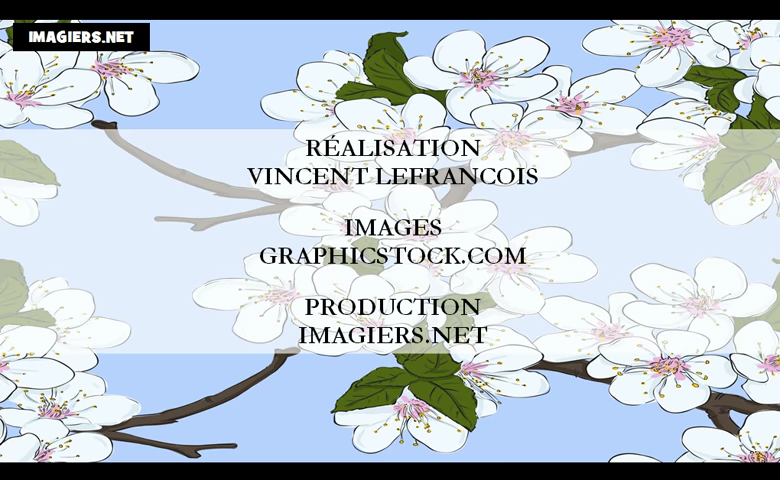 IMAGIERS.NET
RÉALISATION
VINCENT LEFRANCOIS
IMAGES
GRAPHICSTOCK.COM
PRODUCTION
IMAGIERS.NET